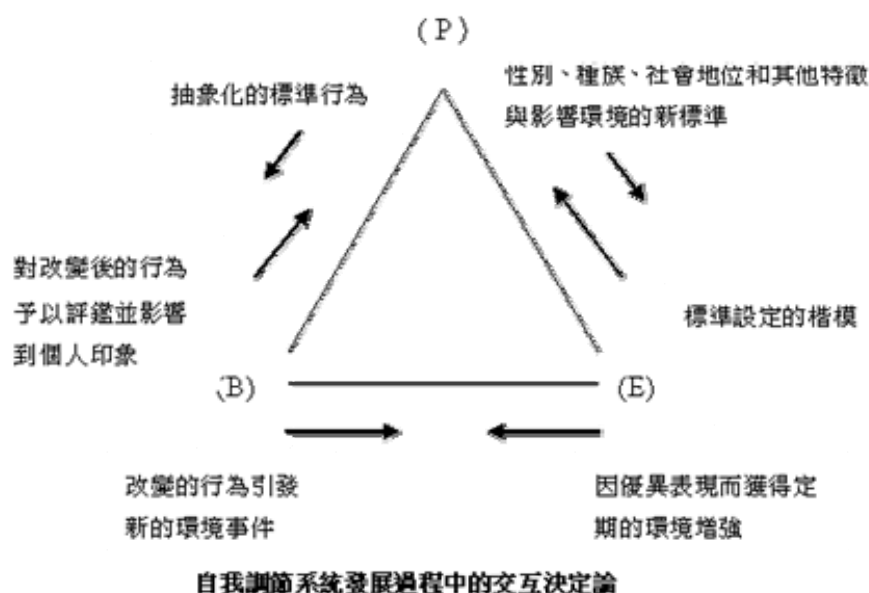 (P)
抽象化的標準行為
性別、種族、社會地位和其他特徵
與影響環境的新標準
對改變後的行為
予以評鑑並影響
到個人印象
標準設定的楷模
(B)
(E)
改變的行為引發
新的環境事件
因優異表現而獲得定
期的環境增強
自我調節系統發展過程中的交互決定論